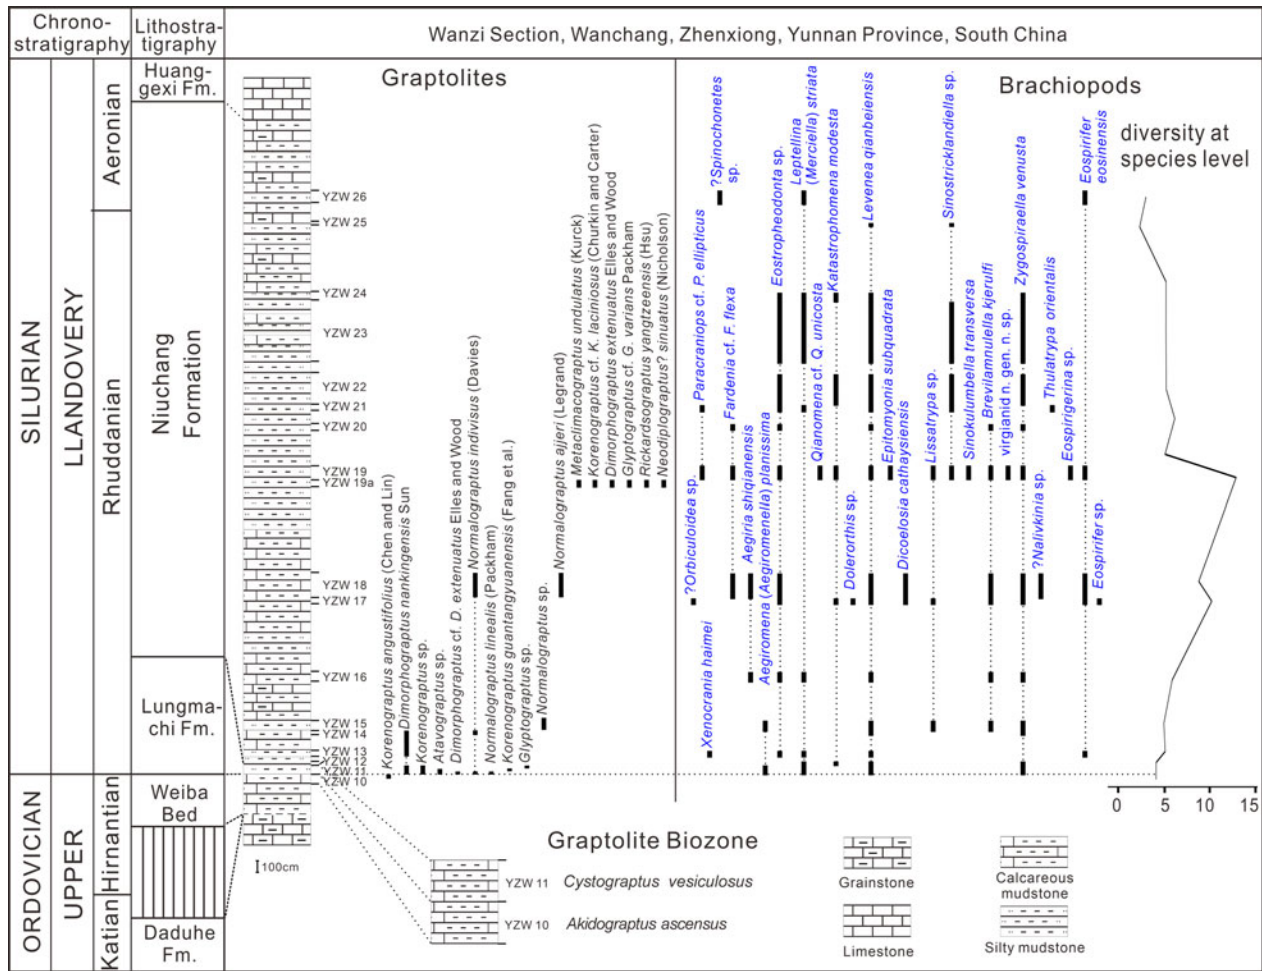 Chrono-
stratigraphy
Lithostra-
tigraphy
Wanzi Section, Wanchang, Zhenxiong, Yunnan Province, South China
SILURIAN
ORDOVICIAN
LLANDOVERY
UPPER
Aeronian
Rhuddanian
Hirnantian
Katian
Huang-
gexi Fm.
Niuchang
Formation
Lungma-
chi Fm.
Weiba
Bed
Daduhe
Fm.
Graptolites
Brachiopods
diversity at
species level
YZW 26
YZW 25
YZW 24
YZW 23
YZW 22
YZW 21
YZW 20
YZW 19
YZW 19a
YZW 18
YZW 17
YZW 16
YZW 15
YZW 14
YZW 13
YZW 12
YZW 11
YZW 10
100cm
Korenograptus angustifolius (Chen and Lin)
Dimorphograptus nankingensis Sun
Korenograptus sp.
Atavograptus sp.
Dimorphograptus cf. D. extenuatus Elles and Wood
Normalograptus indivisus (Davies)
Normalograptus linealis (Packham)
Korenograptus guantangyuanensis (Fang et al.)
Glyptograptus sp.
Normalograptus sp.
Normalograptus ajjeri (Legrand)
Metaclimacograptus undulatus (Kurck)
Korenograptus cf. K. laciniosus (Churkin and Carter)
Dimorphograptus extenuatus Elles and Wood
Glyptograptus cf. G. varians Packham
Rickardsograptus yangtzeensis (Hsu)
Neodiplograptus? sinuatus (Nicholson)
?Orbiculoidea sp.
Paracraniops cf. P. ellipticus
Xenocrania haimei
?Spinochonetes
sp.
Fardenia cf. F. flexa
Aegiria shiqianensis
Aegiromena (Aegiromenella) planissima
Eostropheodonta sp.
Leptellina
(Merciella) striata
Qianomena cf. Q. unicosta
Katastrophomena modesta
Dolerorthis sp.
Levenea qianbeiensis
Epitomyonia subquadrata
Dicoelosia cathaysiensis
Lissatrypa sp.
Sinostricklandiella sp.
Sinokulumbella transversa
Brevilamnulella kjerulfi
virgianid n. gen. n. sp.
Zygospiraella venusta
?Nalivkinia sp.
Thulatrypa orientalis
Eospirigerina sp.
Eospirifer
eosinensis
Eospirifer sp.
0 5 10 15
Graptolite Biozone
YZW 11 Cystograptus vesiculosus
YZW 10 Akidograptus ascensus
Grainstone
Calcareous
mudstone
Limestone
Silty mudstone